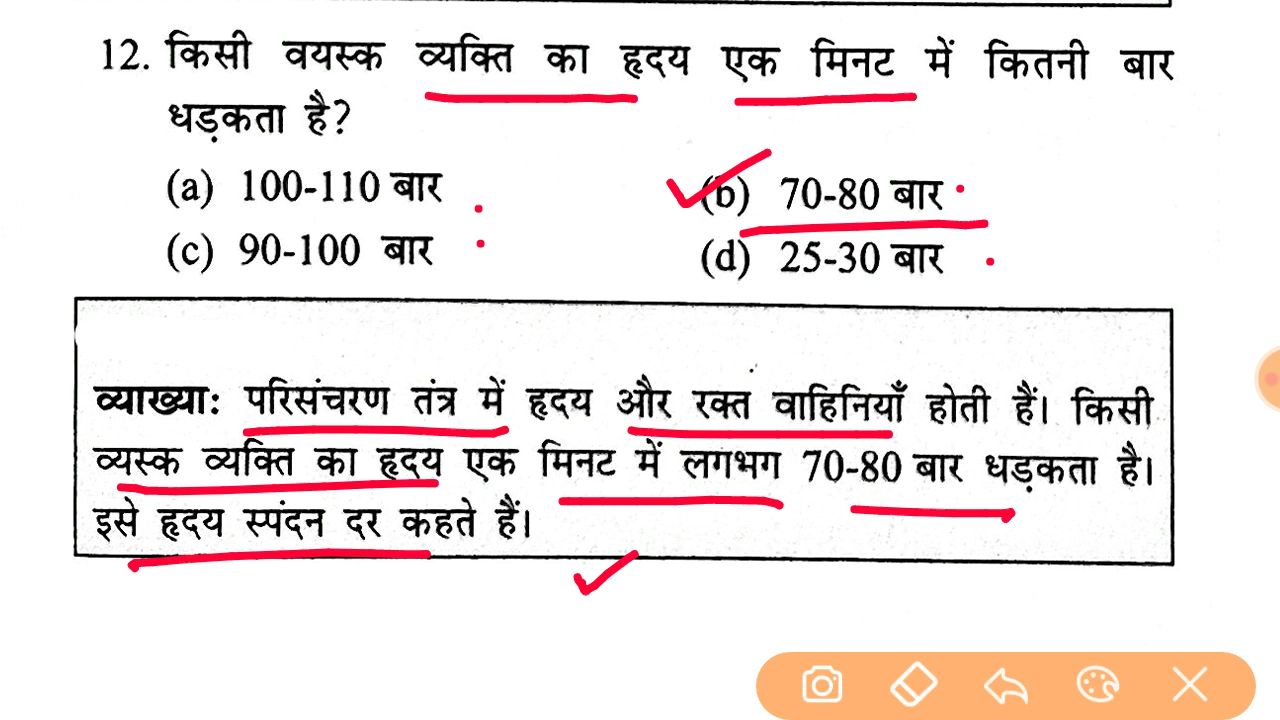 12. किसी वयस्क व्यक्ति का हृदय एक मिनट में कितनी बार
धड़कता है?
(a) 100-110 बार (b) 70-80 बार
(c) 90-100 बार (d) 25-30 बार
व्याख्या: परिसंचरण तंत्र में हृदय और रक्त वाहिनियाँ होती हैं। किसी
व्यस्क व्यक्ति का हृदय एक मिनट में लगभग 70-80 बार धड़कता है।
इसे हृदय स्पंदन दर कहते हैं।